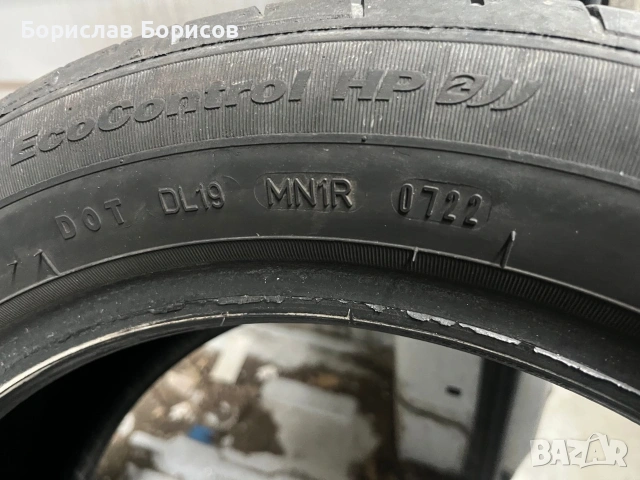 Борислав Борисов
EcoControl HP 2
DOT DL19 MN1R 0722
BAZAR